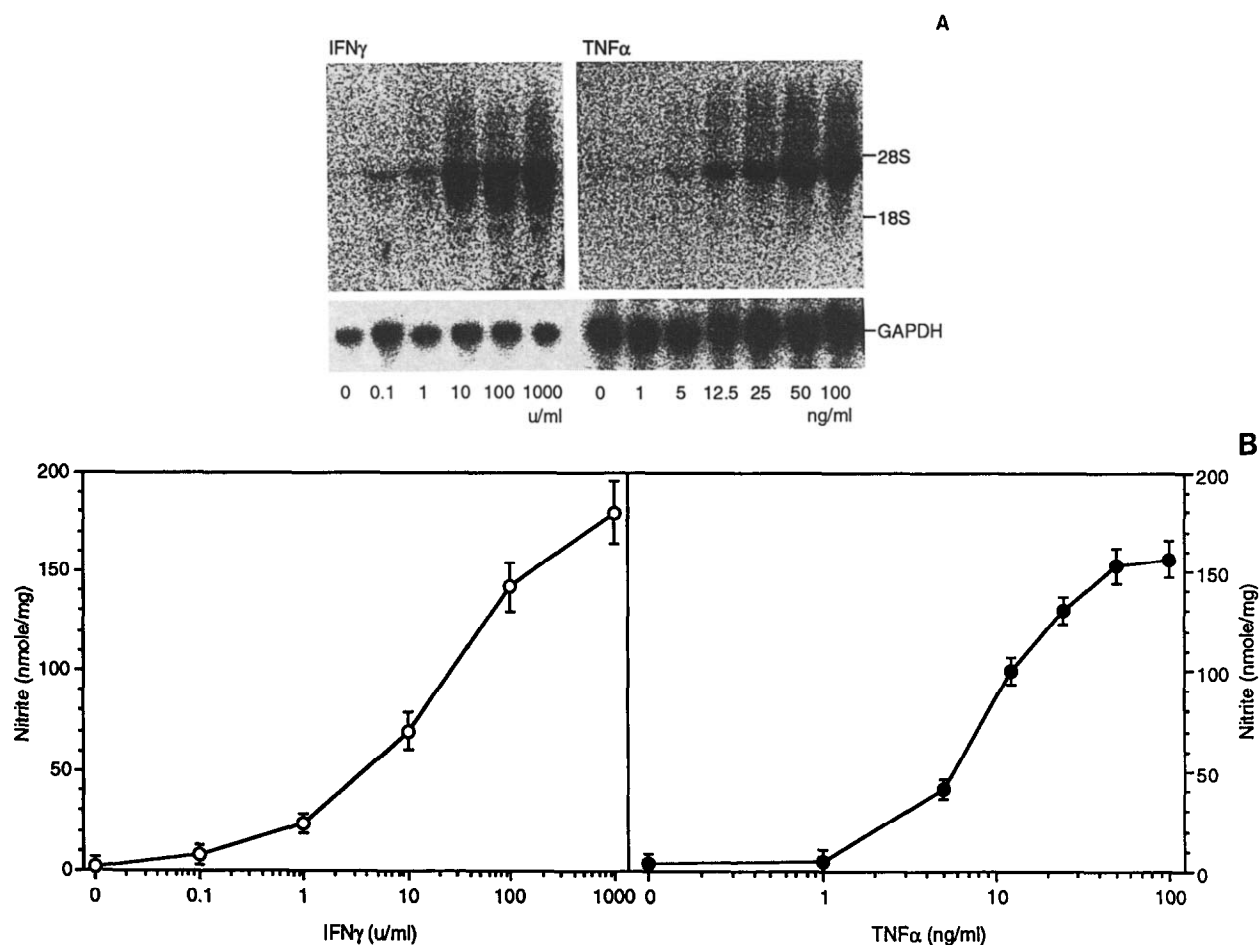 A
IFNγ TNFα
28S
18S
GAPDH
0 0.1 1 10 100 1000 0 1 5 12.5 25 50 100
u/ml ng/ml
B
200 200
150 150
100 100
50 50
0 0
Nitrite (nmole/mg) Nitrite (nmole/mg)
0 0.1 1 10 100 1000 0 1 10 100
IFNγ (u/ml) TNFα (ng/ml)